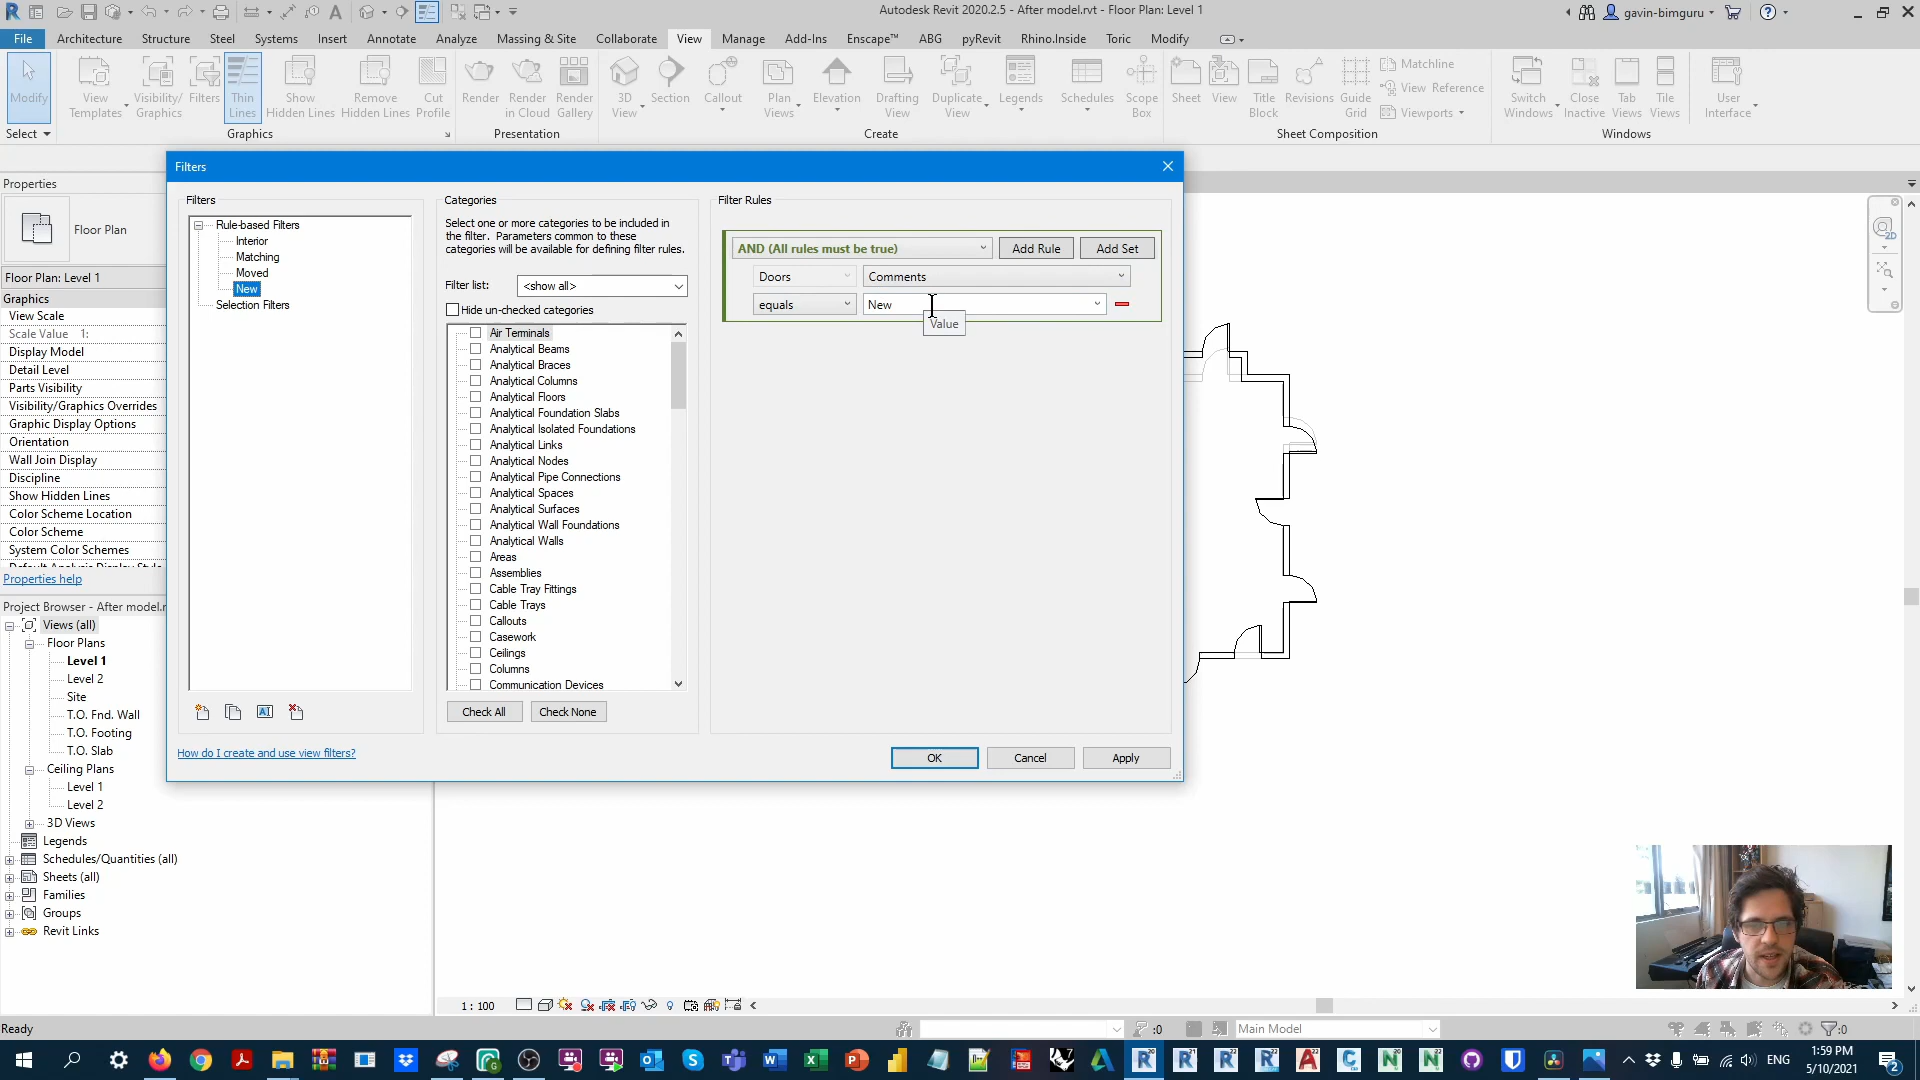 Autodesk Revit 2020.2.5 - After model.rvt - Floor Plan: Level 1
gavin-bimguru
File Architecture Structure Steel Systems Insert Annotate Analyze Massing & Site Collaborate View Manage Add-Ins Enscape™ ABG pyRevit Rhino.Inside Toric Modify
Modify
View Templates
Visibility/ Graphics
Filters
Thin Lines
Show Hidden Lines
Remove Hidden Lines
Cut Profile
Render
Render in Cloud
Render Gallery
3D View
Section
Callout
Plan Views
Elevation
Drafting View
Duplicate View
Legends
Schedules
Scope Box
Sheet
View
Title Block
Revisions
Guide Grid
Matchline
View Reference
Viewports
Switch Windows
Close Inactive
Tab Views
Tile Views
User Interface
Select
Graphics
Presentation
Create
Sheet Composition
Windows
Properties
Floor Plan
Floor Plan: Level 1
Graphics
View Scale
Scale Value 1:
Display Model
Detail Level
Parts Visibility
Visibility/Graphics Overrides
Graphic Display Options
Orientation
Wall Join Display
Discipline
Show Hidden Lines
Color Scheme Location
Color Scheme
System Color Schemes
Default Analysis Display Style
Properties help
Project Browser - After model.r
Views (all)
Floor Plans
Level 1
Level 2
Site
T.O. Fnd. Wall
T.O. Footing
T.O. Slab
Ceiling Plans
Level 1
Level 2
3D Views
Legends
Schedules/Quantities (all)
Sheets (all)
Families
Groups
Revit Links
Filters
Filters
Rule-based Filters
Interior
Matching
Moved
New
Selection Filters
How do I create and use view filters?
Categories
Select one or more categories to be included in
the filter. Parameters common to these
categories will be available for defining filter rules.
Filter list: <show all>
Hide un-checked categories
Air Terminals
Analytical Beams
Analytical Braces
Analytical Columns
Analytical Floors
Analytical Foundation Slabs
Analytical Isolated Foundations
Analytical Links
Analytical Nodes
Analytical Pipe Connections
Analytical Spaces
Analytical Surfaces
Analytical Wall Foundations
Analytical Walls
Areas
Assemblies
Cable Tray Fittings
Cable Trays
Callouts
Casework
Ceilings
Columns
Communication Devices
Check All Check None
Filter Rules
AND (All rules must be true) Add Rule Add Set
Doors Comments
equals New
Value
OK Cancel Apply
1 : 100
Ready
:0
Main Model
:0
ENG
1:59 PM
5/10/2021
2